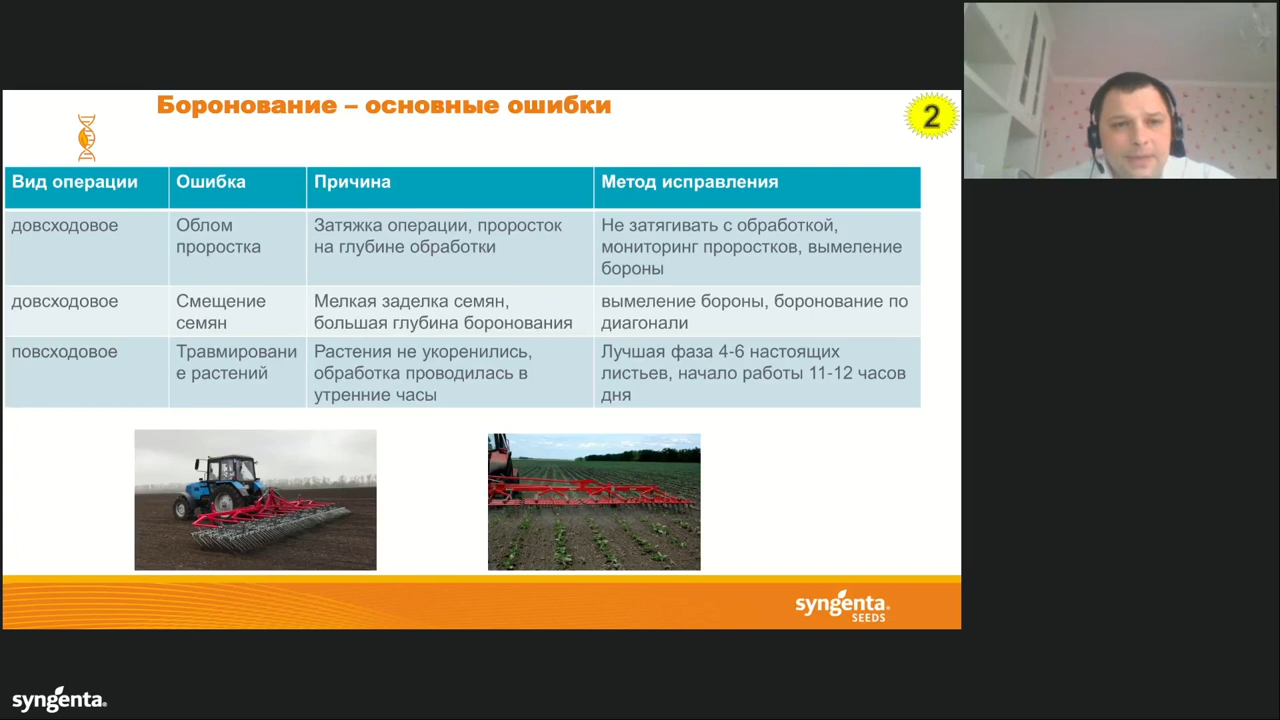 Боронование – основные ошибки
2
Вид операции
Ошибка
Причина
Метод исправления
довсходовое
Облом
проростка
Затяжка операции, проросток
на глубине обработки
Не затягивать с обработкой,
мониторинг проростков, вымеление
бороны
довсходовое
Смещение
семян
Мелкая заделка семян,
большая глубина боронования
вымеление бороны, боронование по
диагонали
повсходовое
Травмировани
е растений
Растения не укоренились,
обработка проводилась в
утренние часы
Лучшая фаза 4-6 настоящих
листьев, начало работы 11-12 часов
дня
syngenta®
SEEDS
syngenta®